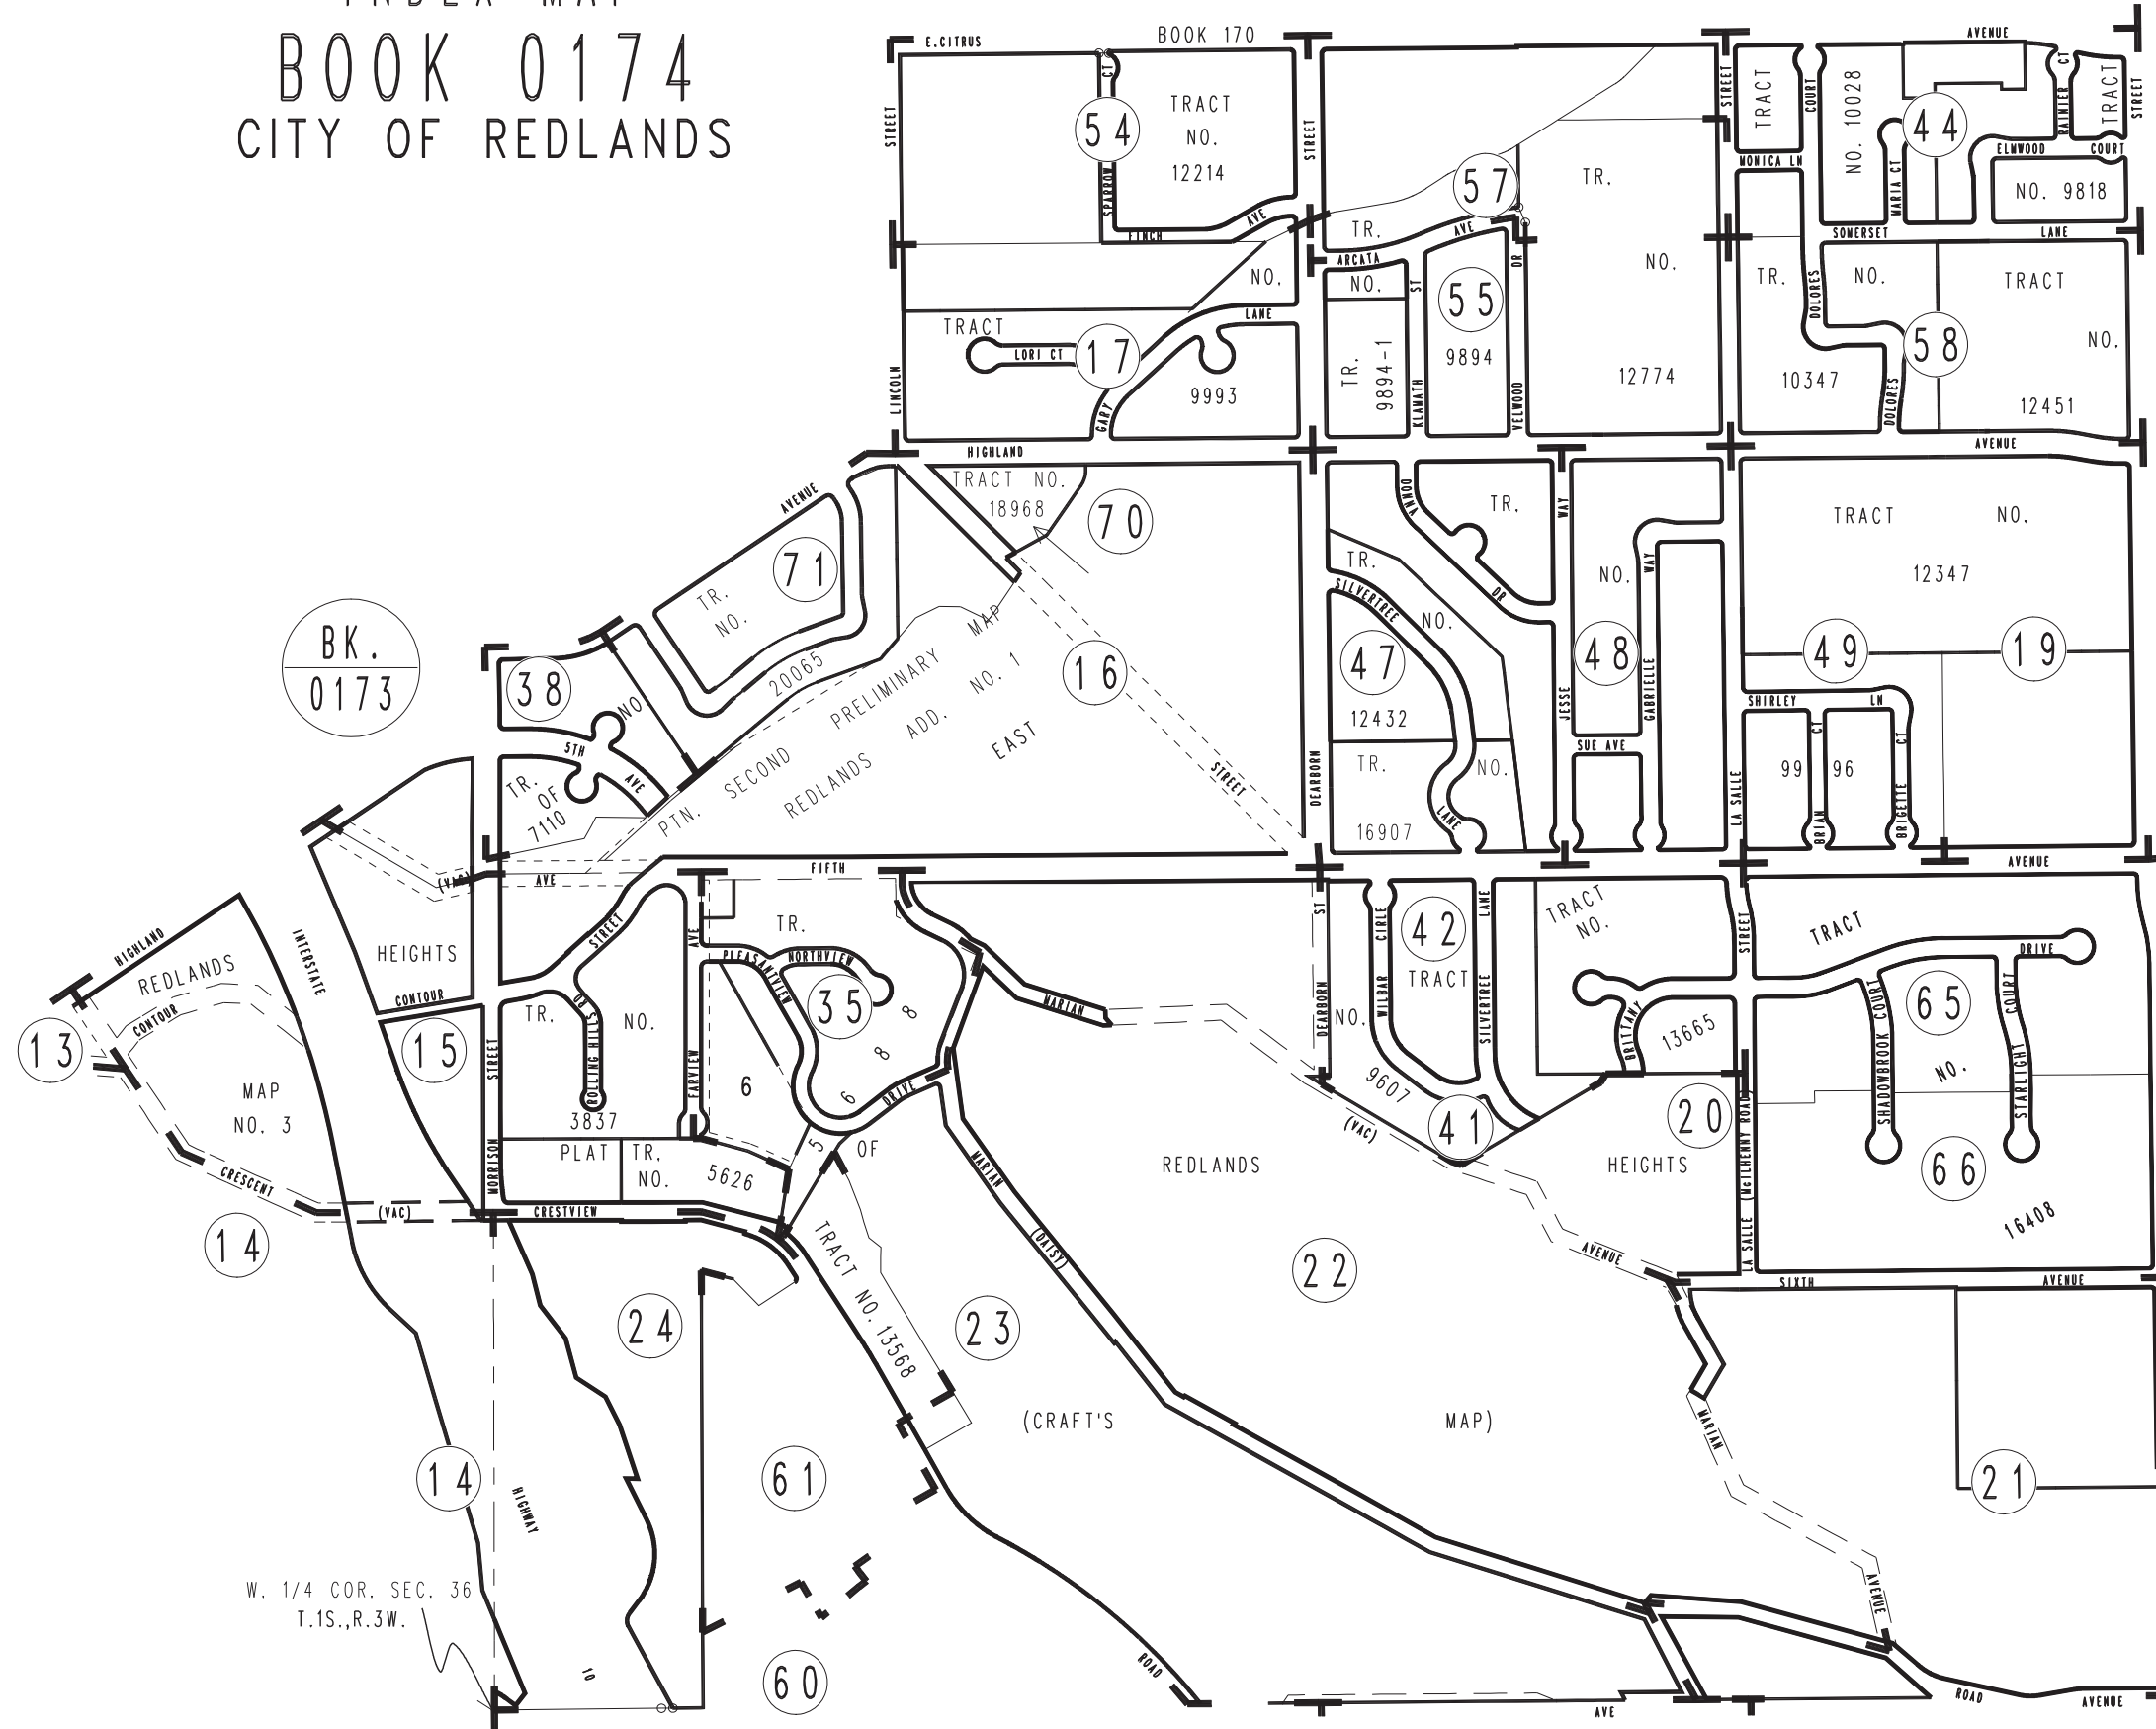 INDEX MAP
BOOK 0174
CITY OF REDLANDS
E.CITRUS
BOOK 170
AVENUE
STREET
CT
54
TRACT
NO.
12214
SPARROW
FINCH
AVE
STREET
57
TR.
TR.
NO.
12774
STREET
TRACT
COURT
NO. 10028
44
RAINIER
CT
TRACT
STREET
MONICA LN
MARIA CT
ELMWOOD
COURT
NO. 9818
SOMERSET
LANE
NO.
ARCATA
AVE
NO.
ST
55
9894
DR
TR.
9894-1
KLAMATH
VELWOOD
TR.
DOLORES
NO.
TRACT
58
NO.
10347
DOLORES
12451
TRACT
LORI CT
17
LANE
9993
GARY
LINCOLN
HIGHLAND
AVENUE
TRACT NO.
18968
70
AVENUE
71
TR.
NO.
20065
DONNA
TR.
WAY
NO.
WAY
TRACT
NO.
12347
TR.
SILVERTREE
NO.
DR
47
12432
48
49
19
MAP
PRELIMINARY
NO. 1
ADD.
16
SECOND
REDLANDS
EAST
PTN.
STREET
BK.
0173
38
NO.
5TH
AVE
TR.
OF
7110
JESSE
GABRIELLE
SHIRLEY
LN
CT
CT
SUE AVE
99
96
DEARBORN
TR.
NO.
16907
LANE
LA SALLE
BRIAN
BRIGETTE
(VAC)
AVE
FIFTH
AVENUE
HIGHLAND
REDLANDS
CONTOUR
13
MAP
NO. 3
INTERSTATE
HEIGHTS
CONTOUR
15
STREET
STREET
AVE
TR.
PLEASANTVIEW
NORTHVIEW
35
8
8
6
TR.
NO.
ROLLING HILLS RD
3837
FARVIEW
6
DRIVE
5
OF
MARIAN
ST
DEARBORN
NO.
WILBAR
CIRLE
42
TRACT
LANE
SILVERTREE
9607
41
(VAC)
TRACT
NO.
BRITTANY
13665
20
STREET
TRACT
DRIVE
SHADOWBROOK COURT
65
COURT
STARLIGHT
NO.
66
16408
LA SALLE
(McILHENNY ROAD)
CRESCENT
14
(VAC)
MORRISON
CRESTVIEW
PLAT
TR.
NO.
5626
TRACT NO. 13568
MARIAN
(DAISY)
REDLANDS
HEIGHTS
22
AVENUE
SIXTH
AVENUE
24
23
(CRAFT'S
MAP)
MARIAN
21
14
HIGHWAY
61
AVENUE
W. 1/4 COR. SEC. 36
T.1S.,R.3W.
10
60
ROAD
AVE
ROAD
AVENUE